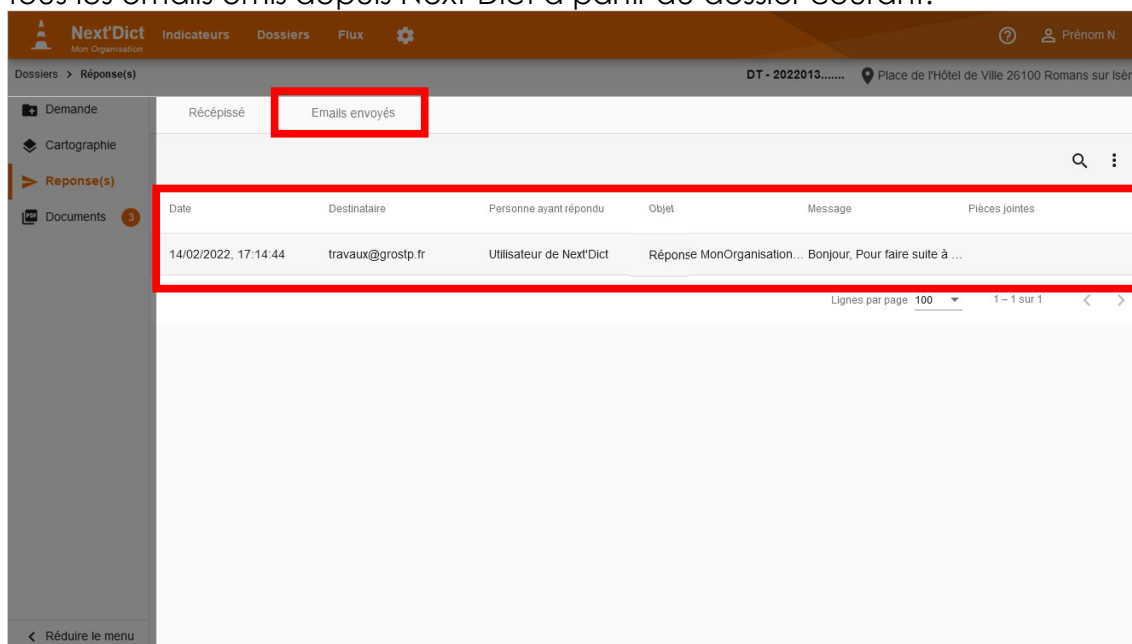 tous les emails émis depuis Next'Dict à partir du dossier courant.
Next'Dict Indicateurs Dossiers Flux Prénom N.
Mon Organisation
Dossiers > Réponse(s) DT - 2022013....... Place de l'Hôtel de Ville 26100 Romans sur Isèr
Demande Récépissé Emails envoyés
Cartographie
Reponse(s)
Documents 3
Date Destinataire Personne ayant répondu Objet Message Pièces jointes
14/02/2022, 17:14:44 travaux@grostp.fr Utilisateur de Next'Dict Réponse MonOrganisation... Bonjour, Pour faire suite à ...
Lignes par page 100 1 – 1 sur 1 < >
< Réduire le menu